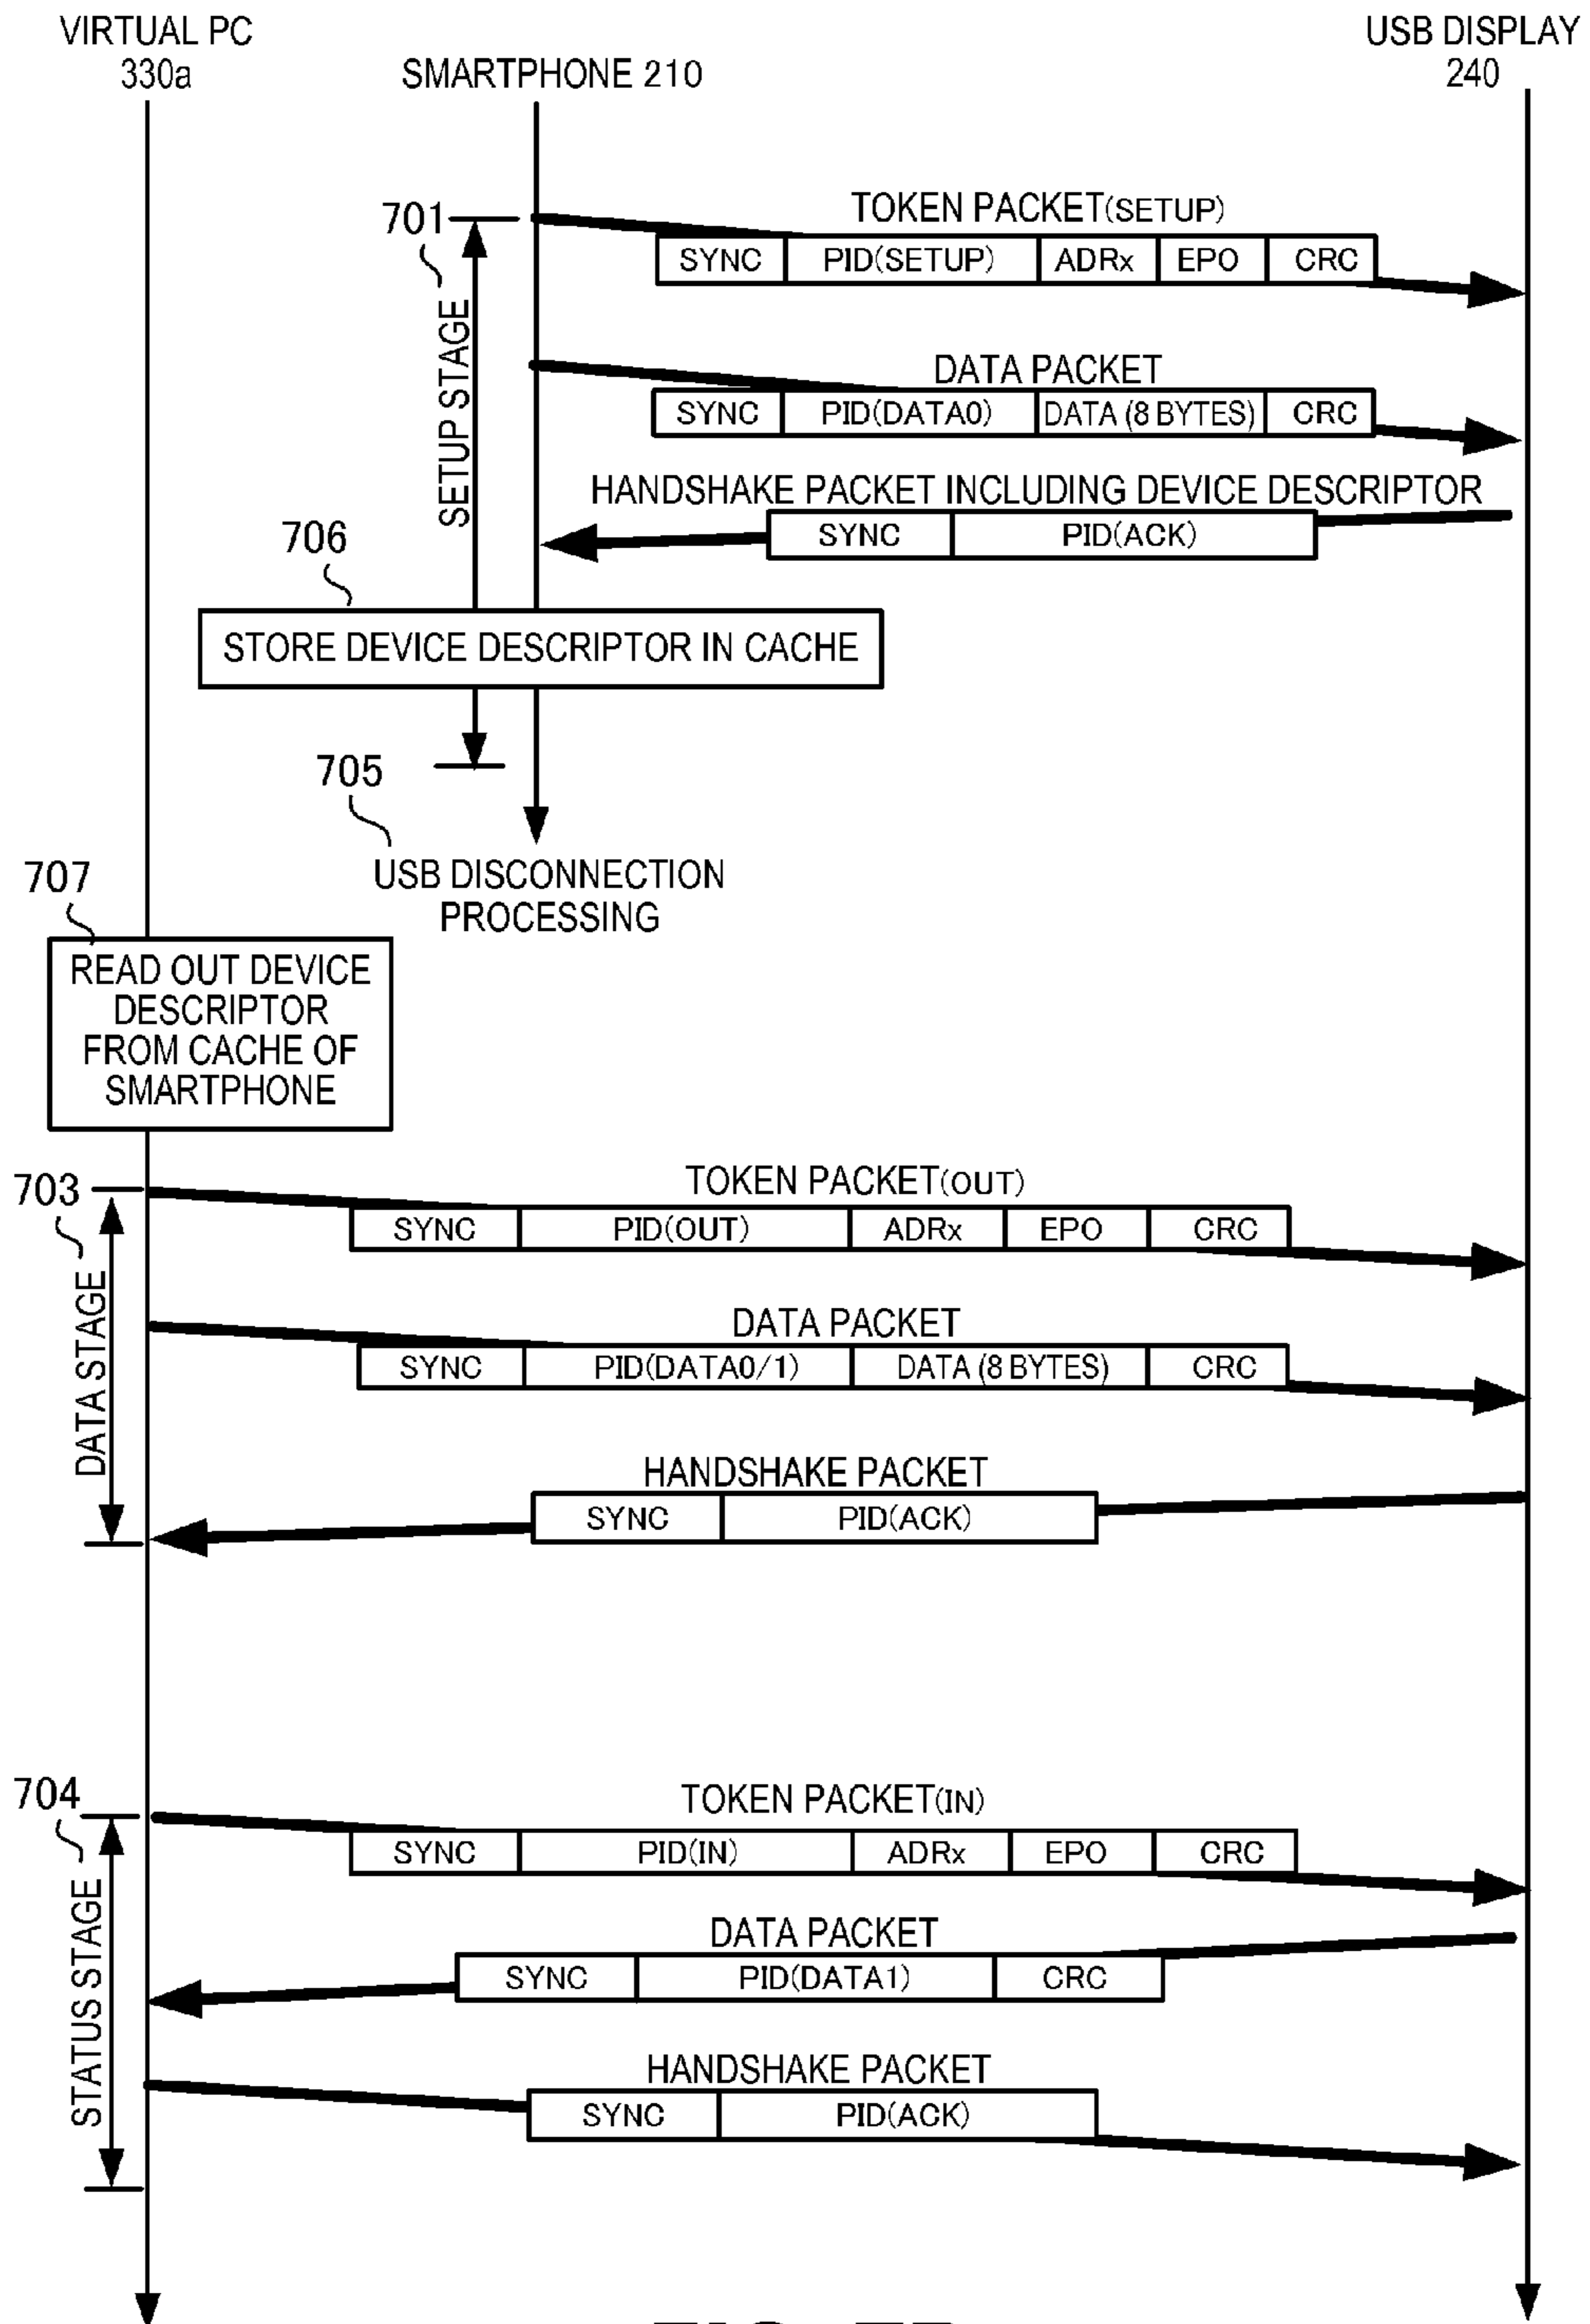 VIRTUAL PC
330a
SMARTPHONE 210
USB DISPLAY
240
701
SETUP STAGE
TOKEN PACKET(SETUP)
SYNC PID(SETUP) ADRx EPO CRC
DATA PACKET
SYNC PID(DATA0) DATA (8 BYTES) CRC
HANDSHAKE PACKET INCLUDING DEVICE DESCRIPTOR
SYNC PID(ACK)
706
STORE DEVICE DESCRIPTOR IN CACHE
705
USB DISCONNECTION
PROCESSING
707
READ OUT DEVICE
DESCRIPTOR
FROM CACHE OF
SMARTPHONE
703
DATA STAGE
TOKEN PACKET(OUT)
SYNC PID(OUT) ADRx EPO CRC
DATA PACKET
SYNC PID(DATA0/1) DATA (8 BYTES) CRC
HANDSHAKE PACKET
SYNC PID(ACK)
704
STATUS STAGE
TOKEN PACKET(IN)
SYNC PID(IN) ADRx EPO CRC
DATA PACKET
SYNC PID(DATA1) CRC
HANDSHAKE PACKET
SYNC PID(ACK)